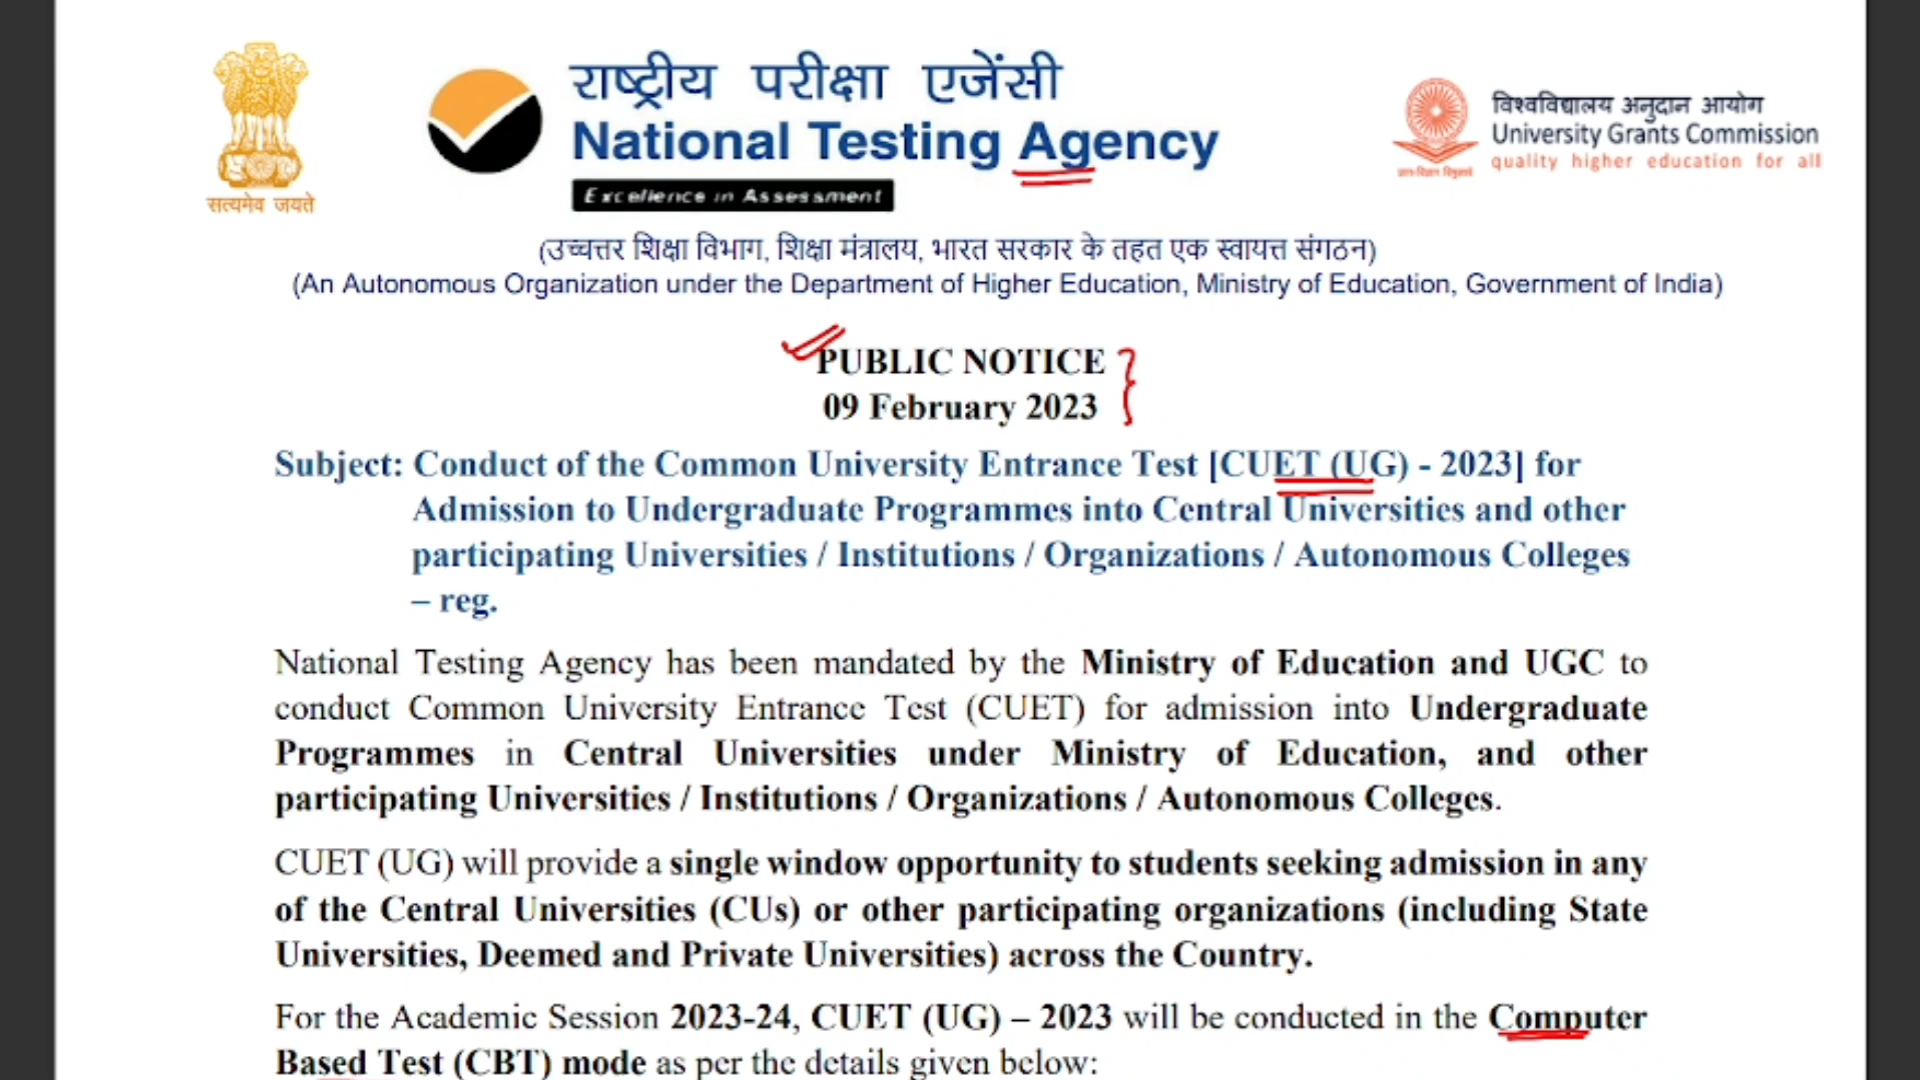 राष्ट्रीय परीक्षा एजेंसी
National Testing Agency
Excellence in Assessment
सत्यमेव जयते
विश्वविद्यालय अनुदान आयोग
University Grants Commission
quality higher education for all
(उच्चत्तर शिक्षा विभाग, शिक्षा मंत्रालय, भारत सरकार के तहत एक स्वायत्त संगठन)
(An Autonomous Organization under the Department of Higher Education, Ministry of Education, Government of India)
PUBLIC NOTICE
09 February 2023
Subject: Conduct of the Common University Entrance Test [CUET (UG) - 2023] for
Admission to Undergraduate Programmes into Central Universities and other
participating Universities / Institutions / Organizations / Autonomous Colleges
– reg.
National Testing Agency has been mandated by the Ministry of Education and UGC to
conduct Common University Entrance Test (CUET) for admission into Undergraduate
Programmes in Central Universities under Ministry of Education, and other
participating Universities / Institutions / Organizations / Autonomous Colleges.
CUET (UG) will provide a single window opportunity to students seeking admission in any
of the Central Universities (CUs) or other participating organizations (including State
Universities, Deemed and Private Universities) across the Country.
For the Academic Session 2023-24, CUET (UG) – 2023 will be conducted in the Computer
Based Test (CBT) mode as per the details given below: